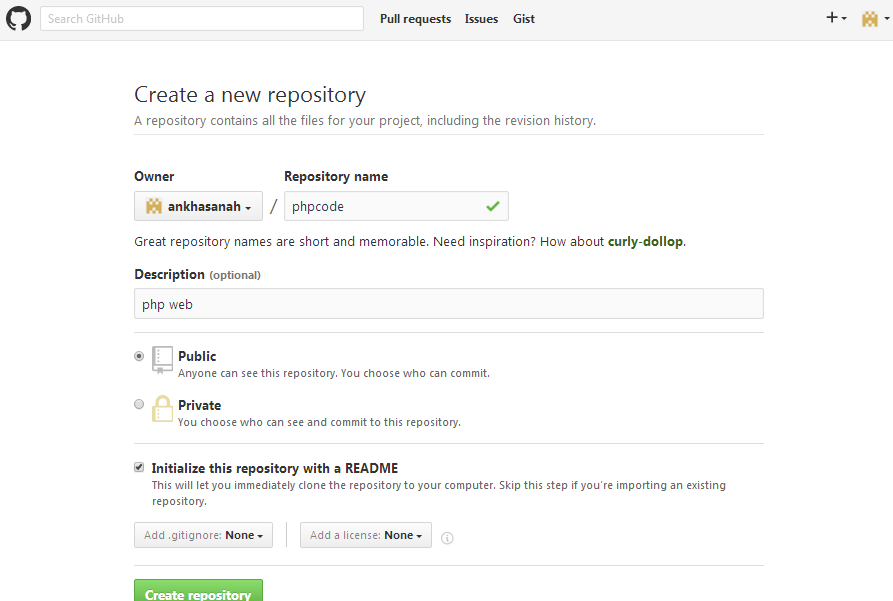 Search GitHub Pull requests Issues Gist
Create a new repository
A repository contains all the files for your project, including the revision history.
Owner Repository name
ankhasanah / phpcode
Great repository names are short and memorable. Need inspiration? How about curly-dollop.
Description (optional)
php web
Public
Anyone can see this repository. You choose who can commit.
Private
You choose who can see and commit to this repository.
Initialize this repository with a README
This will let you immediately clone the repository to your computer. Skip this step if you're importing an existing
repository.
Add .gitignore: None Add a license: None
Create repository